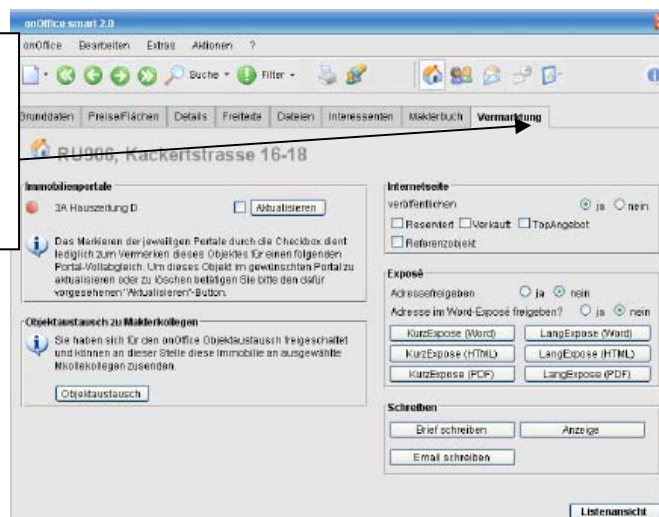 onOffice smart 2.0
onOffice Bearbeiten Extras Aktionen ?
Suche Filter
Grunddaten Preise/Flächen Details Freitexte Dateien Interessenten Maklerbuch Vermarktung
RU906, Kackertstrasse 16-18
Immobilienportale
3A Hauszeitung D Aktualisieren
Das Markieren der jeweiligen Portale durch die Checkbox dient
lediglich zum Vermerken dieses Objektes für einen folgenden
Portal-Vollabgleich. Um dieses Objekt im gewünschten Portal zu
aktualisieren oder zu löschen betätigen Sie bitte den dafür
vorgesehenen "Aktualisieren"-Button.
Objektaustausch zu Maklerkollegen
Sie haben sich für den onOffice Objektaustausch freigeschaltet
und können an dieser Stelle diese Immobilie an ausgewählte
Mkollekollegen zusenden.
Objektaustausch
Internetseite
veröffentlichen ja nein
Reserviert Verkauft TopAngebot
Referenzobjekt
Exposé
Adressefreigeben ja nein
Adresse im Word-Exposé freigeben? ja nein
KurzExpose (Word) LangExpose (Word)
KurzExpose (HTML) LangExpose (HTML)
KurzExpose (PDF) LangExpose (PDF)
Schreiben
Brief schreiben Anzeige
Email schreiben
Listenansicht